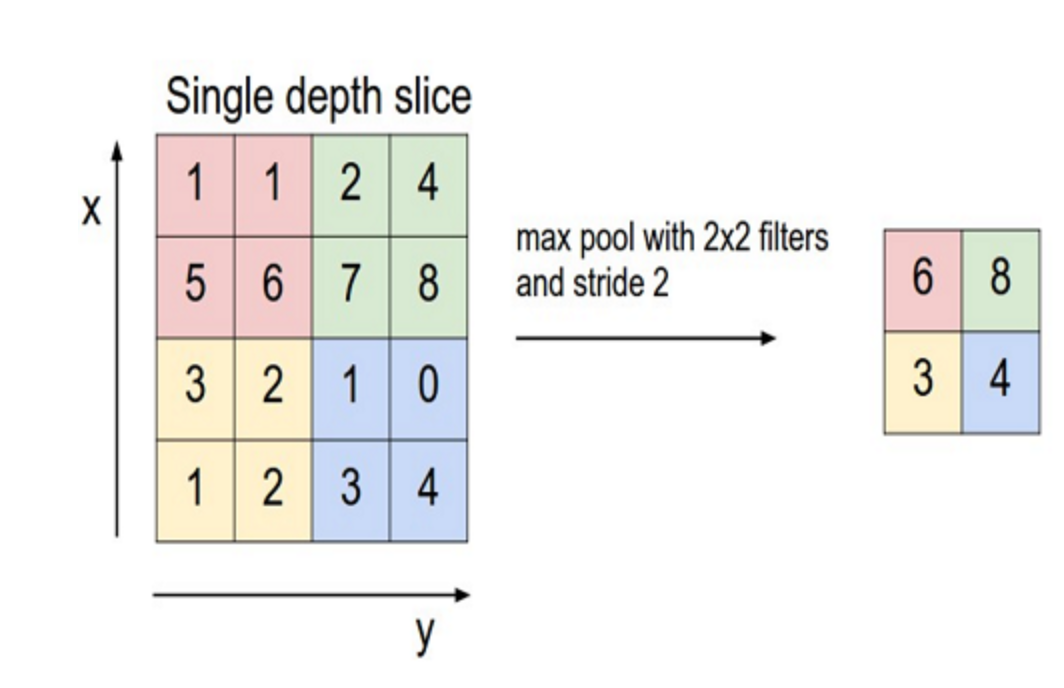 Single depth slice
x
1 1 2 4
5 6 7 8
3 2 1 0
1 2 3 4
y
max pool with 2x2 filters
and stride 2
6 8
3 4